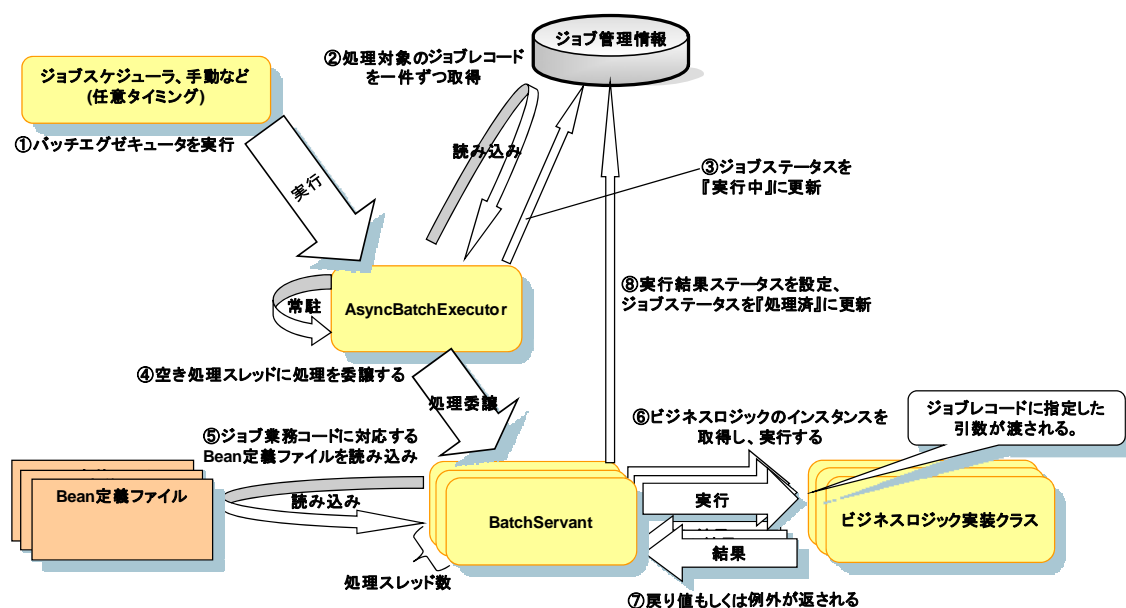 ジョブ管理情報
②処理対象のジョブレコード
を一件ずつ取得
ジョブスケジューラ、手動など
(任意タイミング)
①バッチエグゼキュータを実行
実行
読み込み
③ジョブステータスを
『実行中』に更新
常駐
AsyncBatchExecutor
⑧実行結果ステータスを設定、
ジョブステータスを『処理済』に更新
④空き処理スレッドに処理を委譲する
処理委譲
⑤ジョブ業務コードに対応する
Bean定義ファイルを読み込み
⑥ビジネスロジックのインスタンスを
取得し、実行する
ジョブレコードに指定した
引数が渡される。
Bean定義ファイル
読み込み
BatchServant
実行
ビジネスロジック実装クラス
結果
処理スレッド数
⑦戻り値もしくは例外が返される